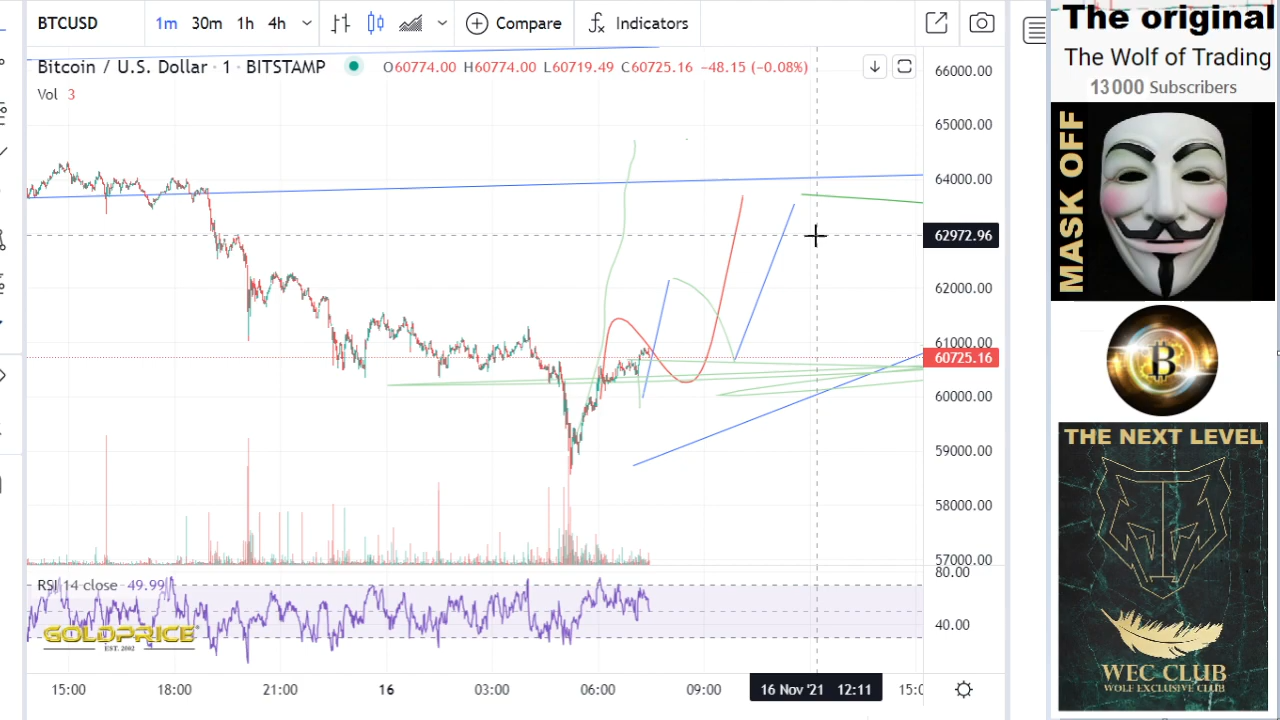 BTCUSD 1m 30m 1h 4h Compare Indicators
Bitcoin / U.S. Dollar · 1 · BITSTAMP O60774.00 H60774.00 L60719.49 C60725.16 −48.15 (−0.08%)
Vol 3
66000.00
65000.00
64000.00
62972.96
62000.00
61000.00
60725.16
60000.00
59000.00
58000.00
57000.00
RSI 14 close 49.99
80.00
40.00
GOLDPRICE
EST. 2002
15:00 18:00 21:00 16 03:00 06:00 09:00 16 Nov '21 12:11 15:0
The original
The Wolf of Trading
13000 Subscribers
MASK OFF
B
THE NEXT LEVEL
WEC CLUB
WOLF EXCLUSIVE CLUB